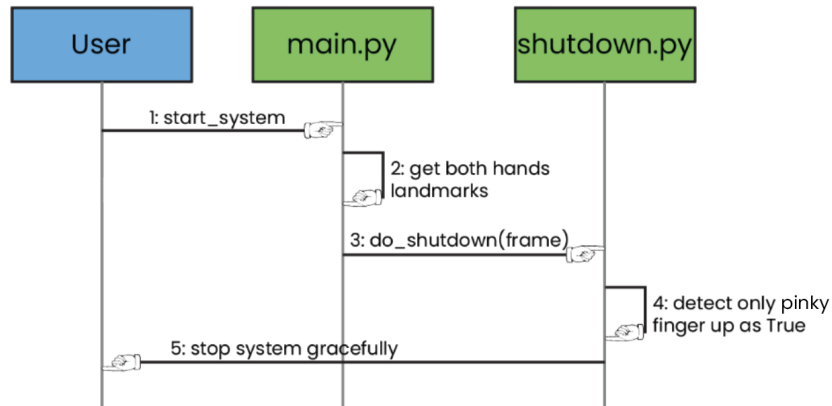 User
main.py
shutdown.py
1: start_system
2: get both hands
landmarks
3: do_shutdown(frame)
4: detect only pinky
finger up as True
5: stop system gracefully